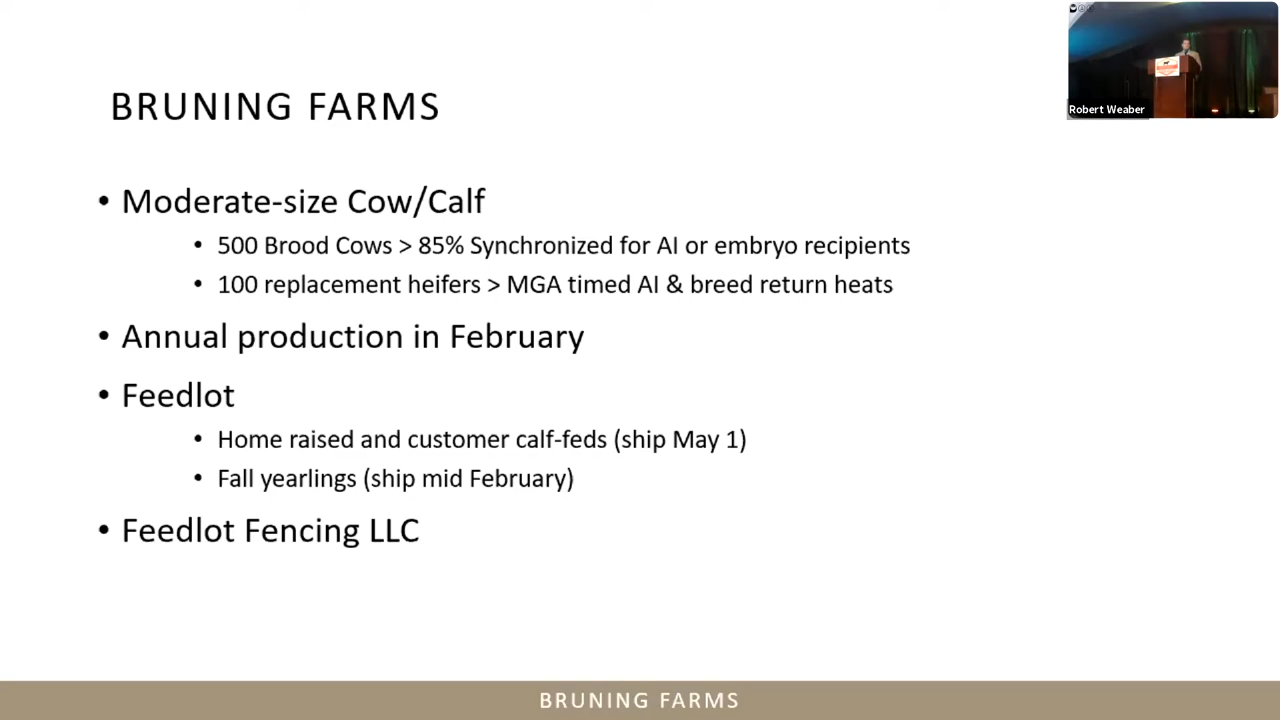 Robert Weaber
BRUNING FARMS
• Moderate-size Cow/Calf
• 500 Brood Cows > 85% Synchronized for AI or embryo recipients
• 100 replacement heifers > MGA timed AI & breed return heats
• Annual production in February
• Feedlot
• Home raised and customer calf-feds (ship May 1)
• Fall yearlings (ship mid February)
• Feedlot Fencing LLC
BRUNING FARMS